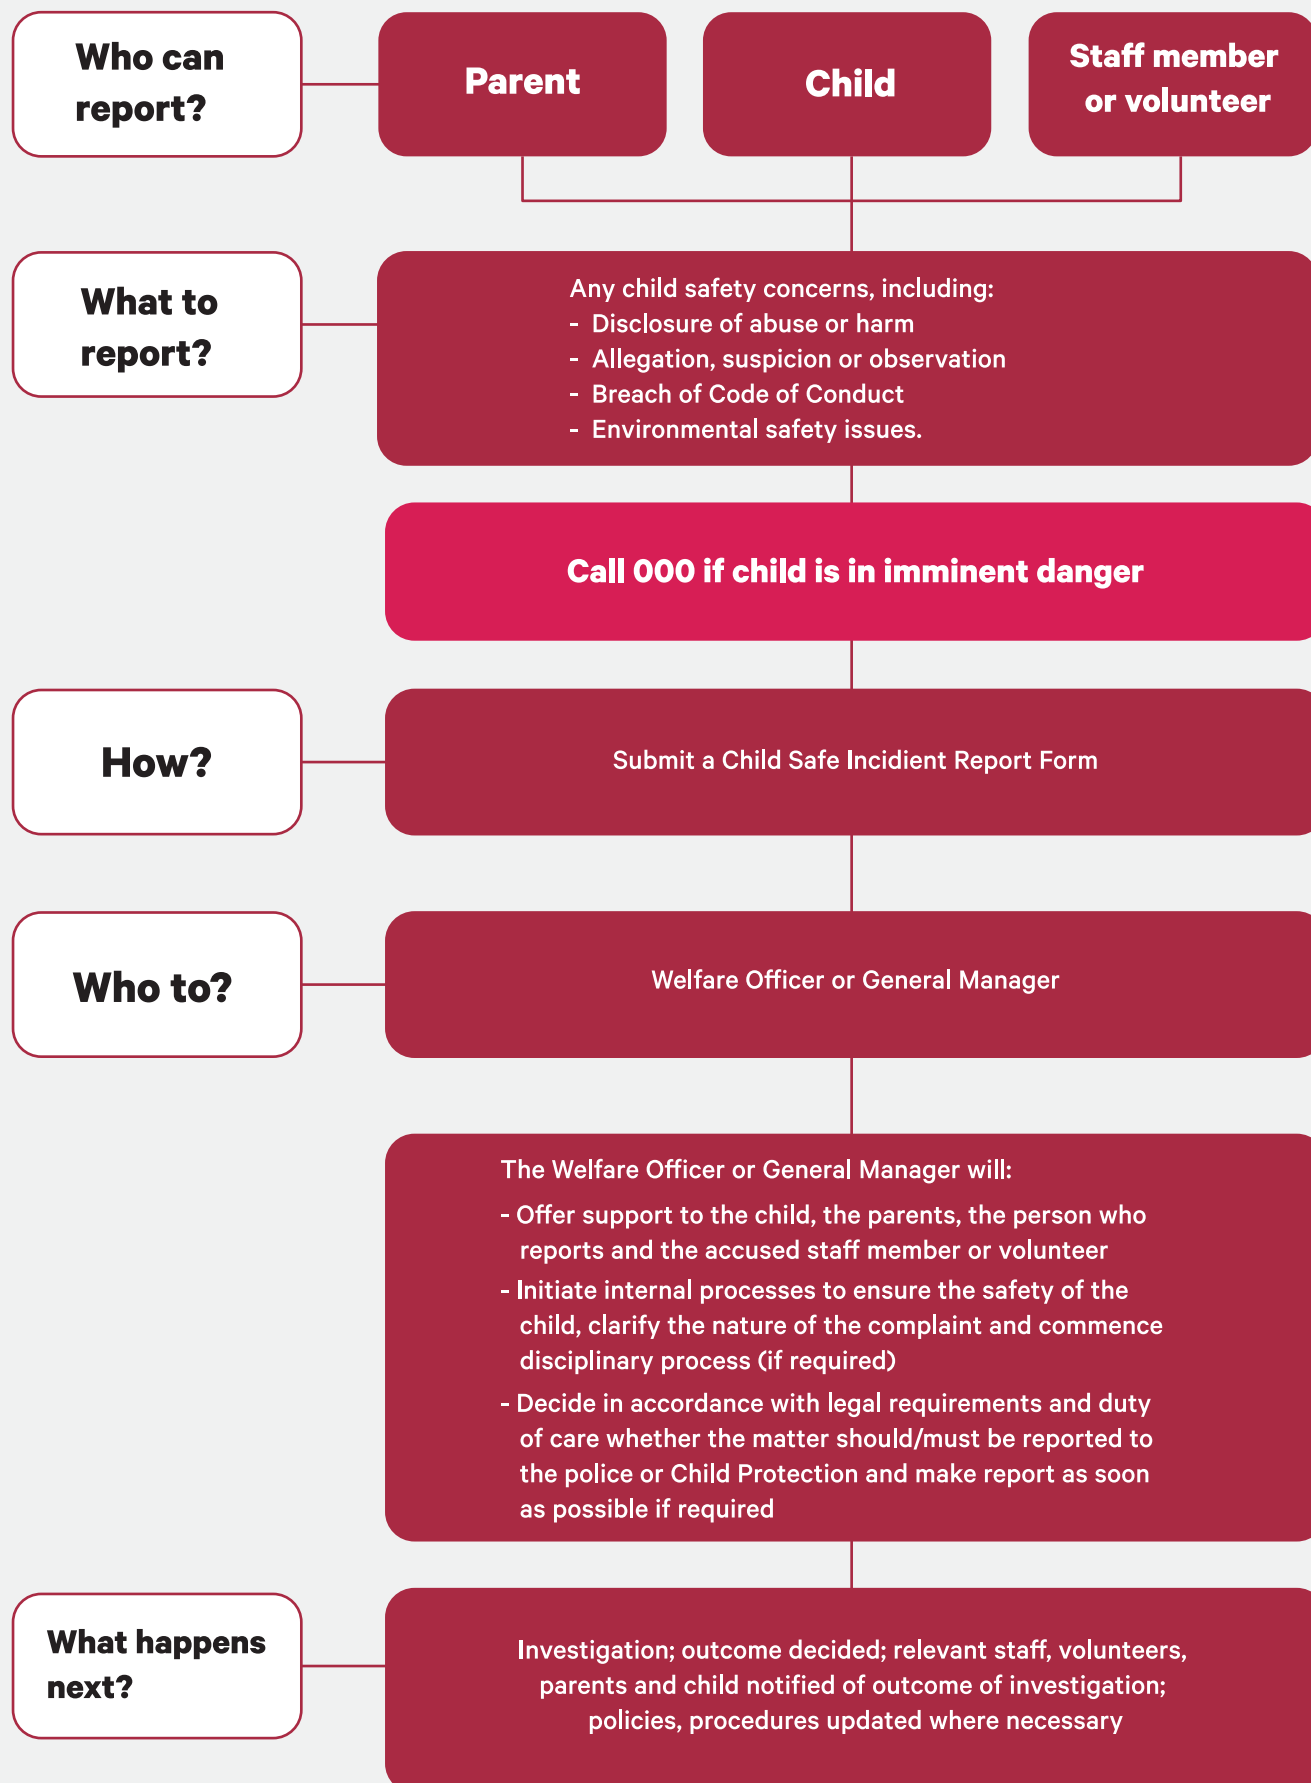 Who can
report?
Parent
Child
Staff member
or volunteer
What to
report?
Any child safety concerns, including:
- Disclosure of abuse or harm
- Allegation, suspicion or observation
- Breach of Code of Conduct
- Environmental safety issues.
Call 000 if child is in imminent danger
How?
Submit a Child Safe Incidient Report Form
Who to?
Welfare Officer or General Manager
The Welfare Officer or General Manager will:
- Offer support to the child, the parents, the person who
reports and the accused staff member or volunteer
- Initiate internal processes to ensure the safety of the
child, clarify the nature of the complaint and commence
disciplinary process (if required)
- Decide in accordance with legal requirements and duty
of care whether the matter should/must be reported to
the police or Child Protection and make report as soon
as possible if required
What happens
next?
Investigation; outcome decided; relevant staff, volunteers,
parents and child notified of outcome of investigation;
policies, procedures updated where necessary